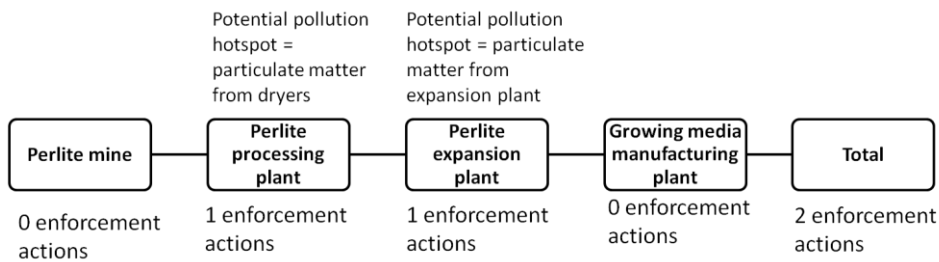 Potential pollution
hotspot =
particulate matter
from dryers
Potential pollution
hotspot = particulate
matter from
expansion plant
Perlite mine
Perlite
processing
plant
Perlite
expansion
plant
Growing media
manufacturing
plant
Total
0 enforcement
actions
1 enforcement
actions
1 enforcement
actions
0 enforcement
actions
2 enforcement
actions